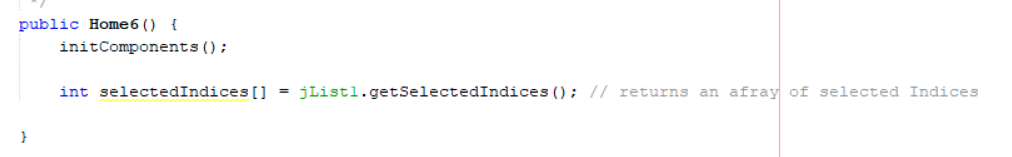 */
public Home6() {
initComponents();
int selectedIndices[] = jList1.getSelectedIndices(); // returns an afray of selected Indices
}